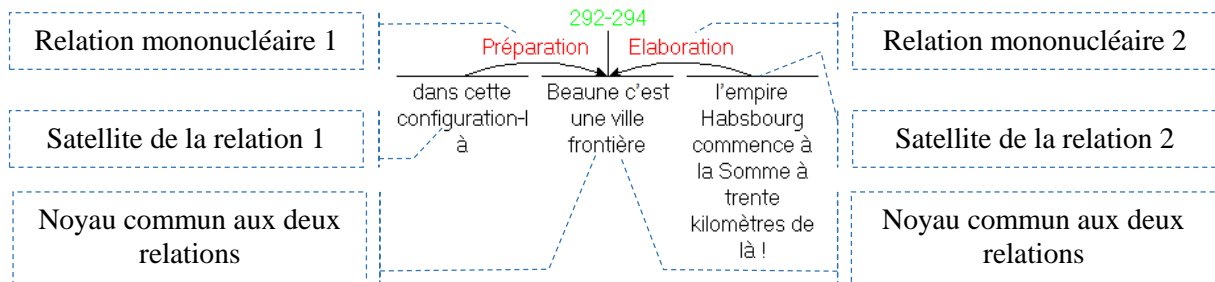 292-294
Relation mononucléaire 1
Préparation
Elaboration
Relation mononucléaire 2
dans cette
configuration-l
à
Beaune c'est
une ville
frontière
l'empire
Habsbourg
commence à
la Somme à
trente
kilomètres de
là !
Satellite de la relation 1
Satellite de la relation 2
Noyau commun aux deux
relations
Noyau commun aux deux
relations